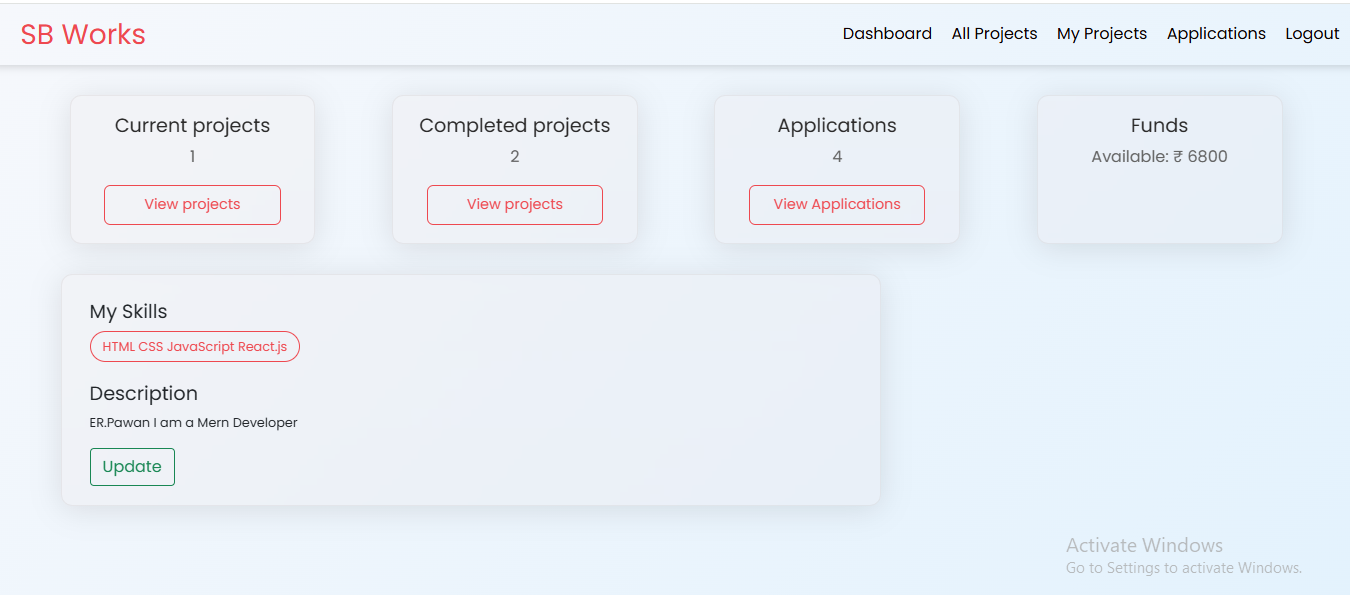 SB Works
Dashboard All Projects My Projects Applications Logout
Current projects
1
View projects
Completed projects
2
View projects
Applications
4
View Applications
Funds
Available: ₹ 6800
My Skills
HTML CSS JavaScript React.js
Description
ER.Pawan I am a Mern Developer
Update
Activate Windows
Go to Settings to activate Windows.